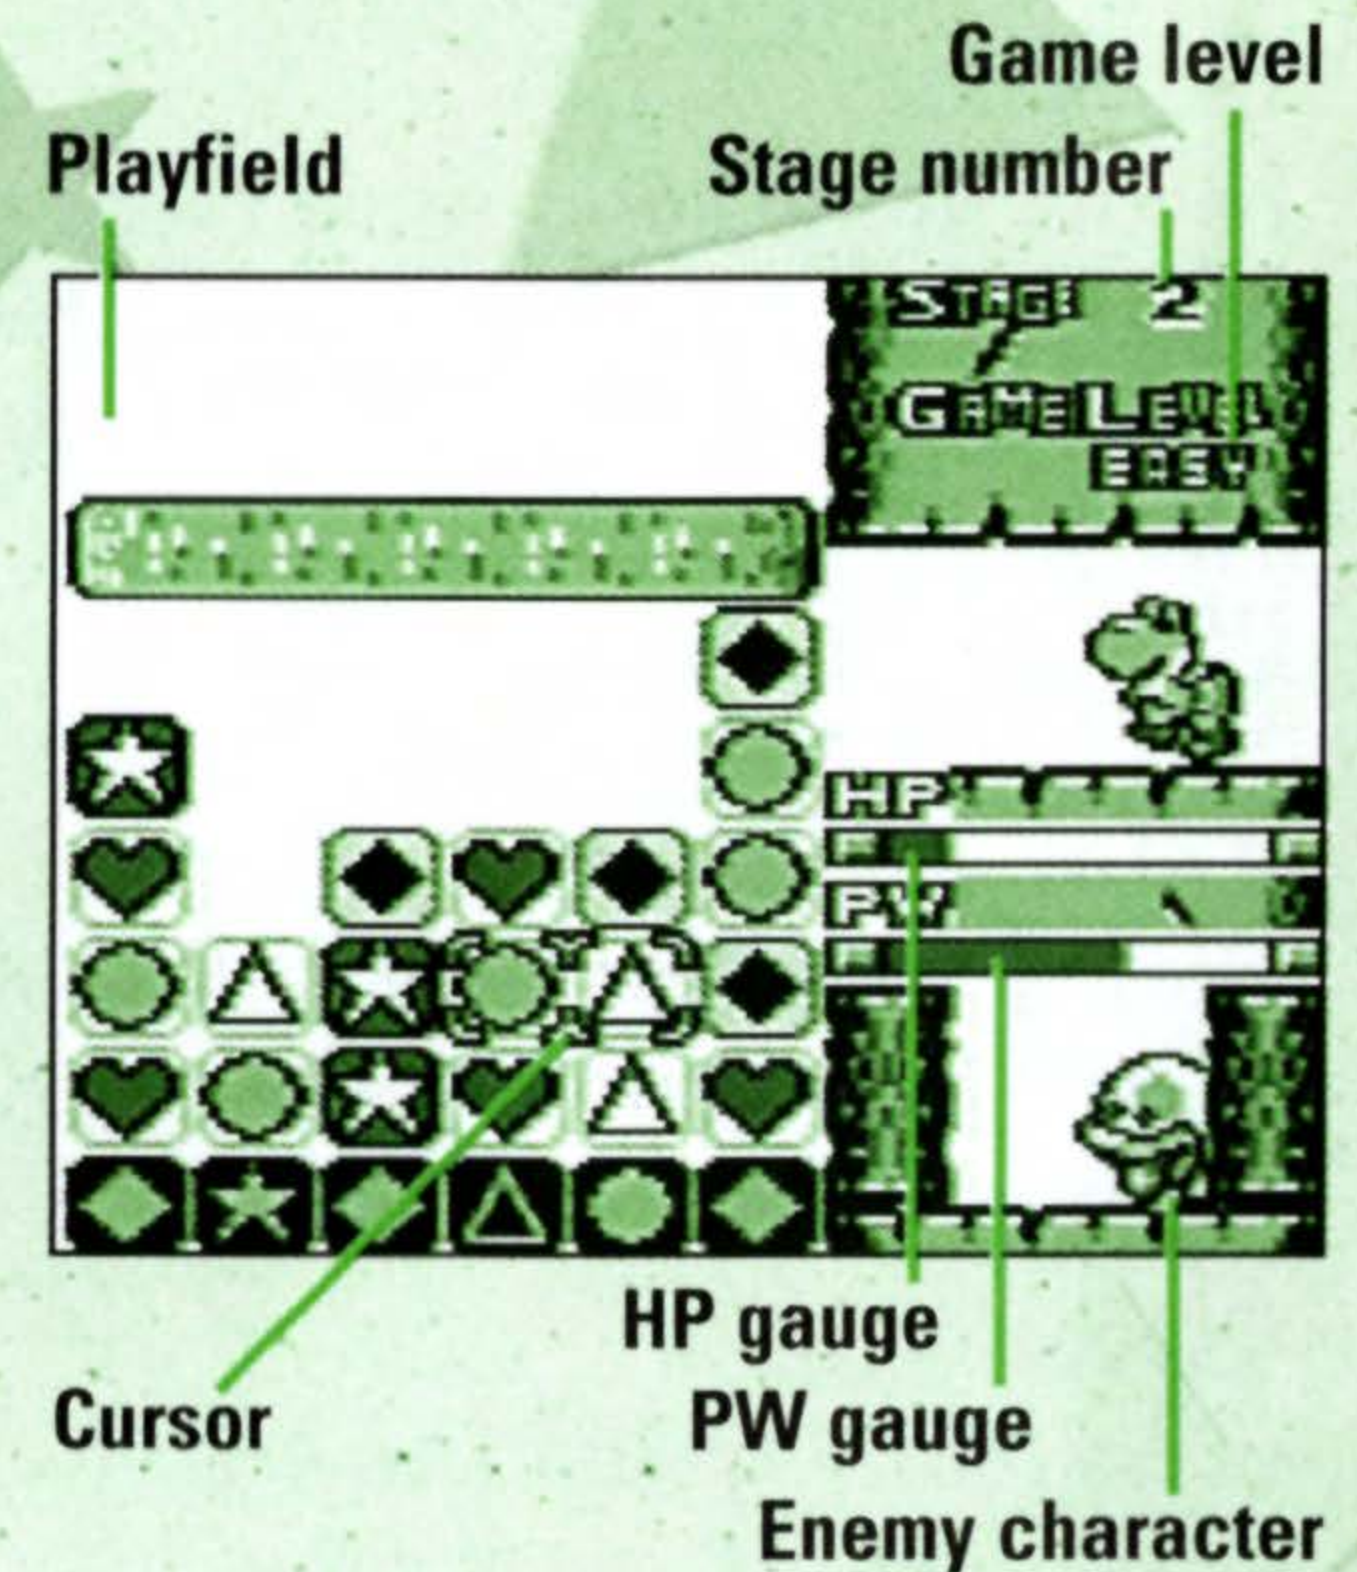 Game level
Playfield
Stage number
STAGE 2
GAME LEVEL
EASY
HP
PW
HP gauge
Cursor
PW gauge
Enemy character